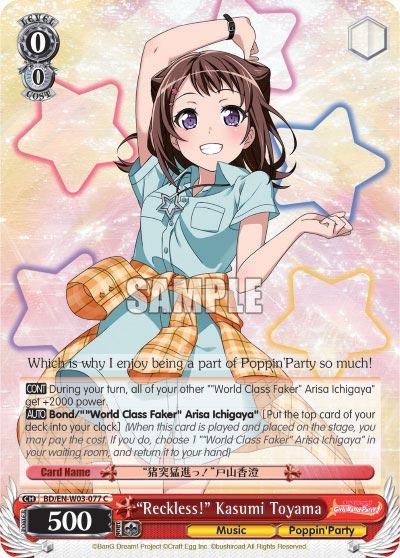 LEVEL
0
0
COST
SAMPLE
Which is why I enjoy being a part of Poppin'Party so much!
CONT During your turn, all of your other ""World Class Faker" Arisa Ichigaya"
get +2000 power.
AUTO Bond/""World Class Faker" Arisa Ichigaya" [Put the top card of your
deck into your clock] (When this card is played and placed on the stage, you
may pay the cost. If you do, choose 1 ""World Class Faker" Arisa Ichigaya" in your
waiting room, and return it to your hand)
Card Name
“猪突猛進っ！”戸山香澄
CH BD/EN-W03-077 C
POWER
500
"Reckless!" Kasumi Toyama
Music
Poppin'Party
©BanG Dream! Project ©Craft Egg Inc. ©bushiroad All Rights Reserved.